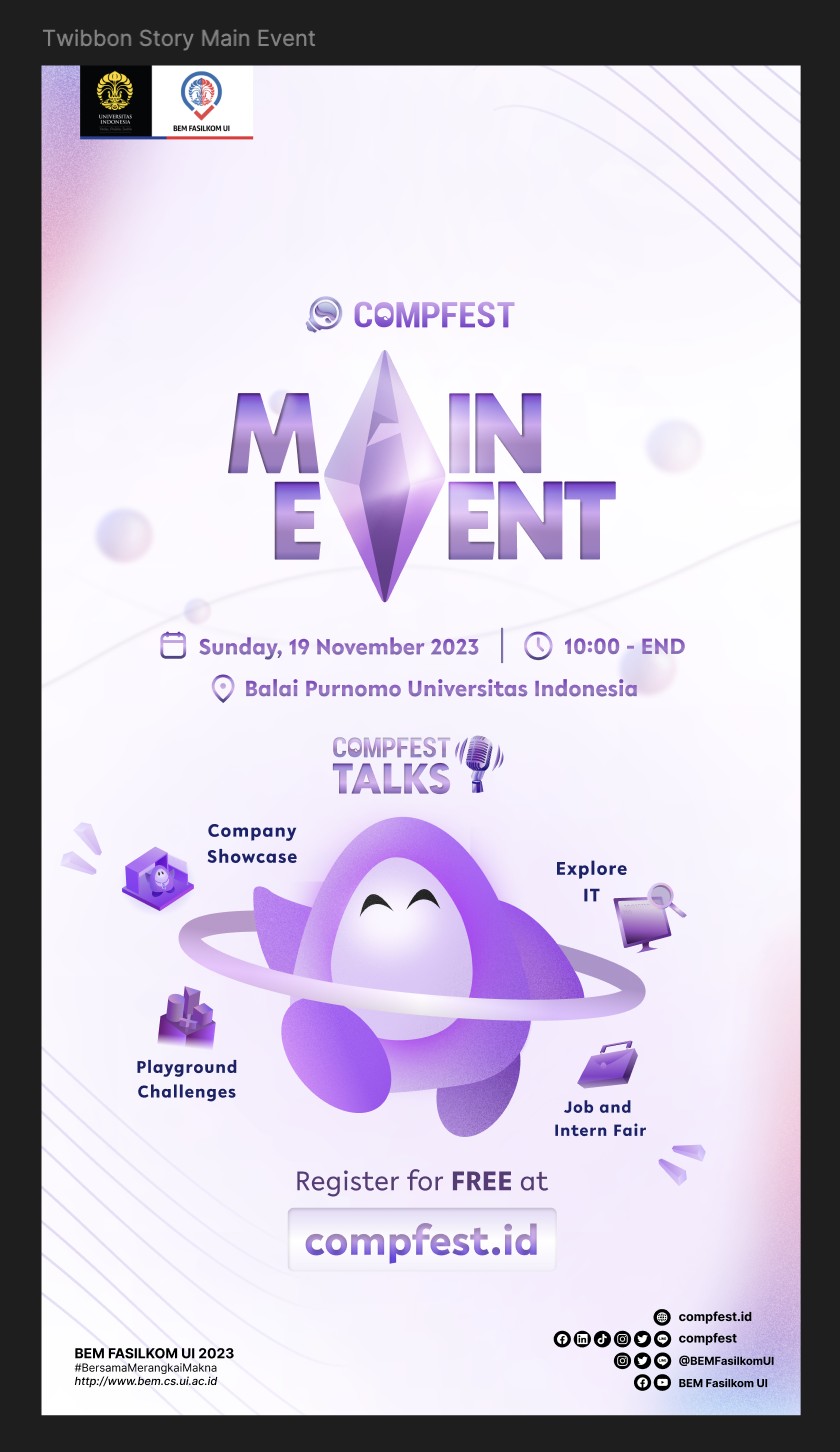 Twibbon Story Main Event
UNIVERSITAS
INDONESIA
BEM FASILKOM UI
COMPFEST
MAIN
EVENT
Sunday, 19 November 2023 | 10:00 - END
Balai Purnomo Universitas Indonesia
COMPFEST
TALKS
Company
Showcase
Explore
IT
Playground
Challenges
Job and
Intern Fair
Register for FREE at
compfest.id
BEM FASILKOM UI 2023
#BersamaMerangkaiMakna
http://www.bem.cs.ui.ac.id
compfest.id
compfest
@BEMFasilkomUI
BEM Fasilkom UI